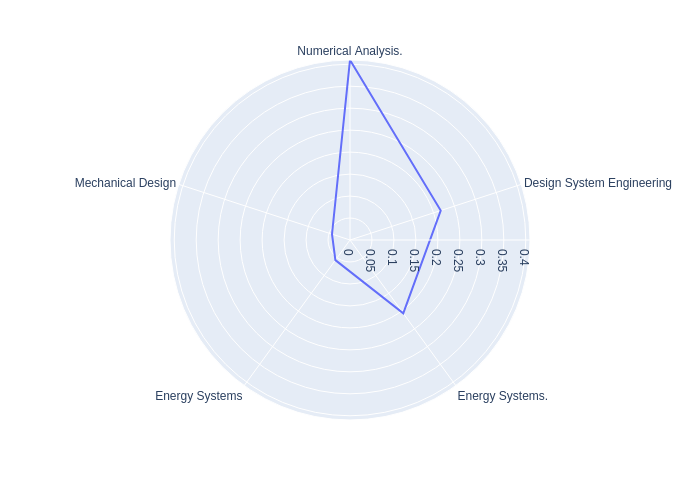 Numerical Analysis.
Mechanical Design
Design System Engineering
0
0.05
0.1
0.15
0.2
0.25
0.3
0.35
0.4
Energy Systems
Energy Systems.